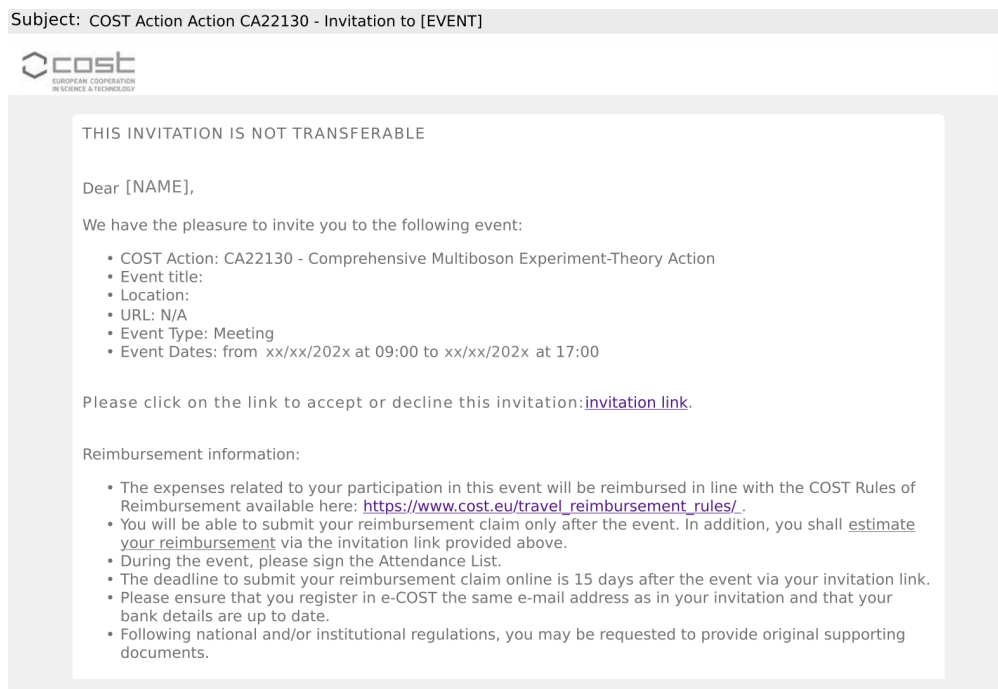 Subject: COST Action Action CA22130 - Invitation to [EVENT]
cost
EUROPEAN COOPERATION
IN SCIENCE & TECHNOLOGY
THIS INVITATION IS NOT TRANSFERABLE
Dear [NAME],
We have the pleasure to invite you to the following event:
• COST Action: CA22130 - Comprehensive Multiboson Experiment-Theory Action
• Event title:
• Location:
• URL: N/A
• Event Type: Meeting
• Event Dates: from xx/xx/202x at 09:00 to xx/xx/202x at 17:00
Please click on the link to accept or decline this invitation:invitation link.
Reimbursement information:
• The expenses related to your participation in this event will be reimbursed in line with the COST Rules of
Reimbursement available here: https://www.cost.eu/travel_reimbursement_rules/ .
• You will be able to submit your reimbursement claim only after the event. In addition, you shall estimate
your reimbursement via the invitation link provided above.
• During the event, please sign the Attendance List.
• The deadline to submit your reimbursement claim online is 15 days after the event via your invitation link.
• Please ensure that you register in e-COST the same e-mail address as in your invitation and that your
bank details are up to date.
• Following national and/or institutional regulations, you may be requested to provide original supporting
documents.